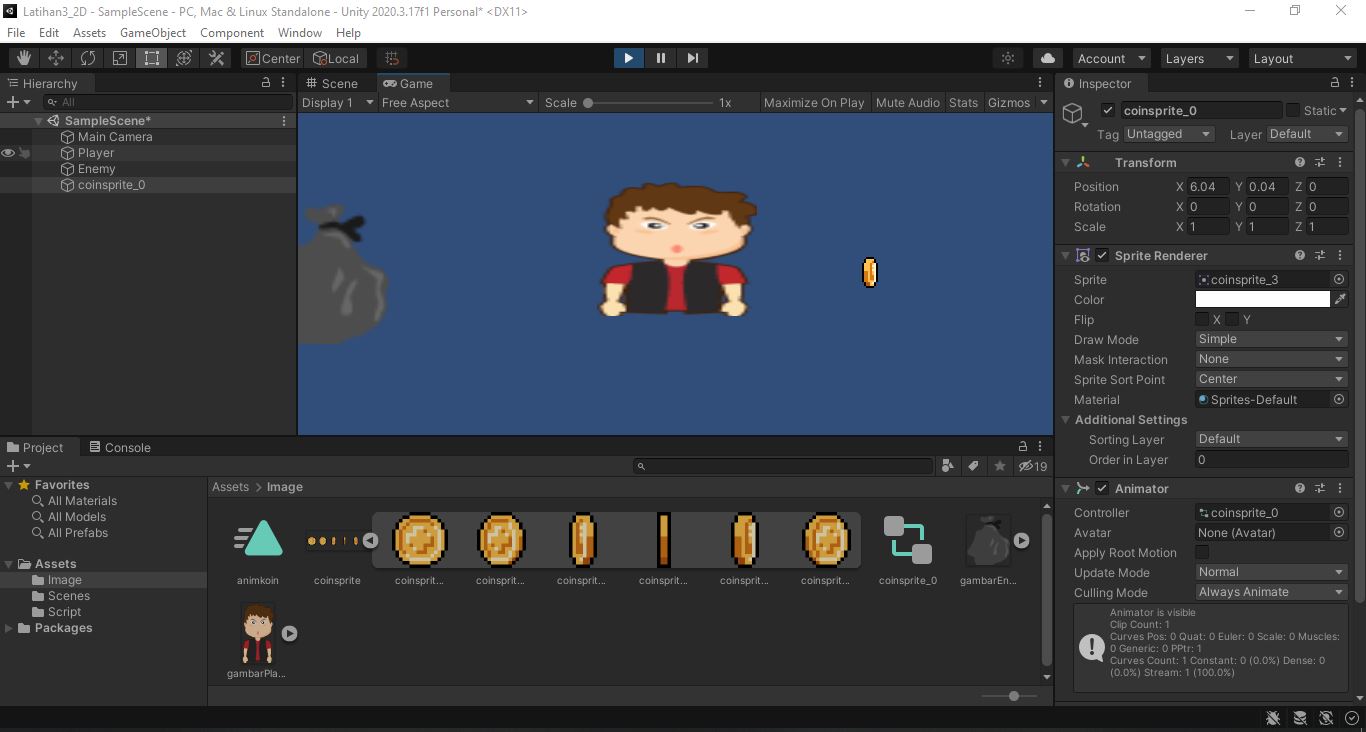 Latihan3_2D - SampleScene - PC, Mac & Linux Standalone - Unity 2020.3.17f1 Personal* <DX11>
File Edit Assets GameObject Component Window Help
Center Local Account Layers Layout
Hierarchy
All
SampleScene*
Main Camera
Player
Enemy
coinsprite_0
Scene Game
Display 1 Free Aspect Scale 1x Maximize On Play Mute Audio Stats Gizmos
Inspector
coinsprite_0 Static
Tag Untagged Layer Default
Transform
Position X 6.04 Y 0.04 Z 0
Rotation X 0 Y 0 Z 0
Scale X 1 Y 1 Z 1
Sprite Renderer
Sprite coinsprite_3
Color
Flip X Y
Draw Mode Simple
Mask Interaction None
Sprite Sort Point Center
Material Sprites-Default
Additional Settings
Sorting Layer Default
Order in Layer 0
Animator
Controller coinsprite_0
Avatar None (Avatar)
Apply Root Motion
Update Mode Normal
Culling Mode Always Animate
Animator is visible
Clip Count: 1
Curves Pos: 0 Quat: 0 Euler: 0 Scale: 0 Muscles:
0 Generic: 0 PPtr: 1
Curves Count: 1 Constant: 0 (0.0%) Dense: 0
(0.0%) Stream: 1 (100.0%)
Project Console
19
Favorites
All Materials
All Models
All Prefabs
Assets
Image
Scenes
Script
Packages
Assets > Image
animkoin coinsprite coinsprit... coinsprit... coinsprit... coinsprit... coinsprit... coinsprit... coinsprite_0 gambarEn...
gambarPla...